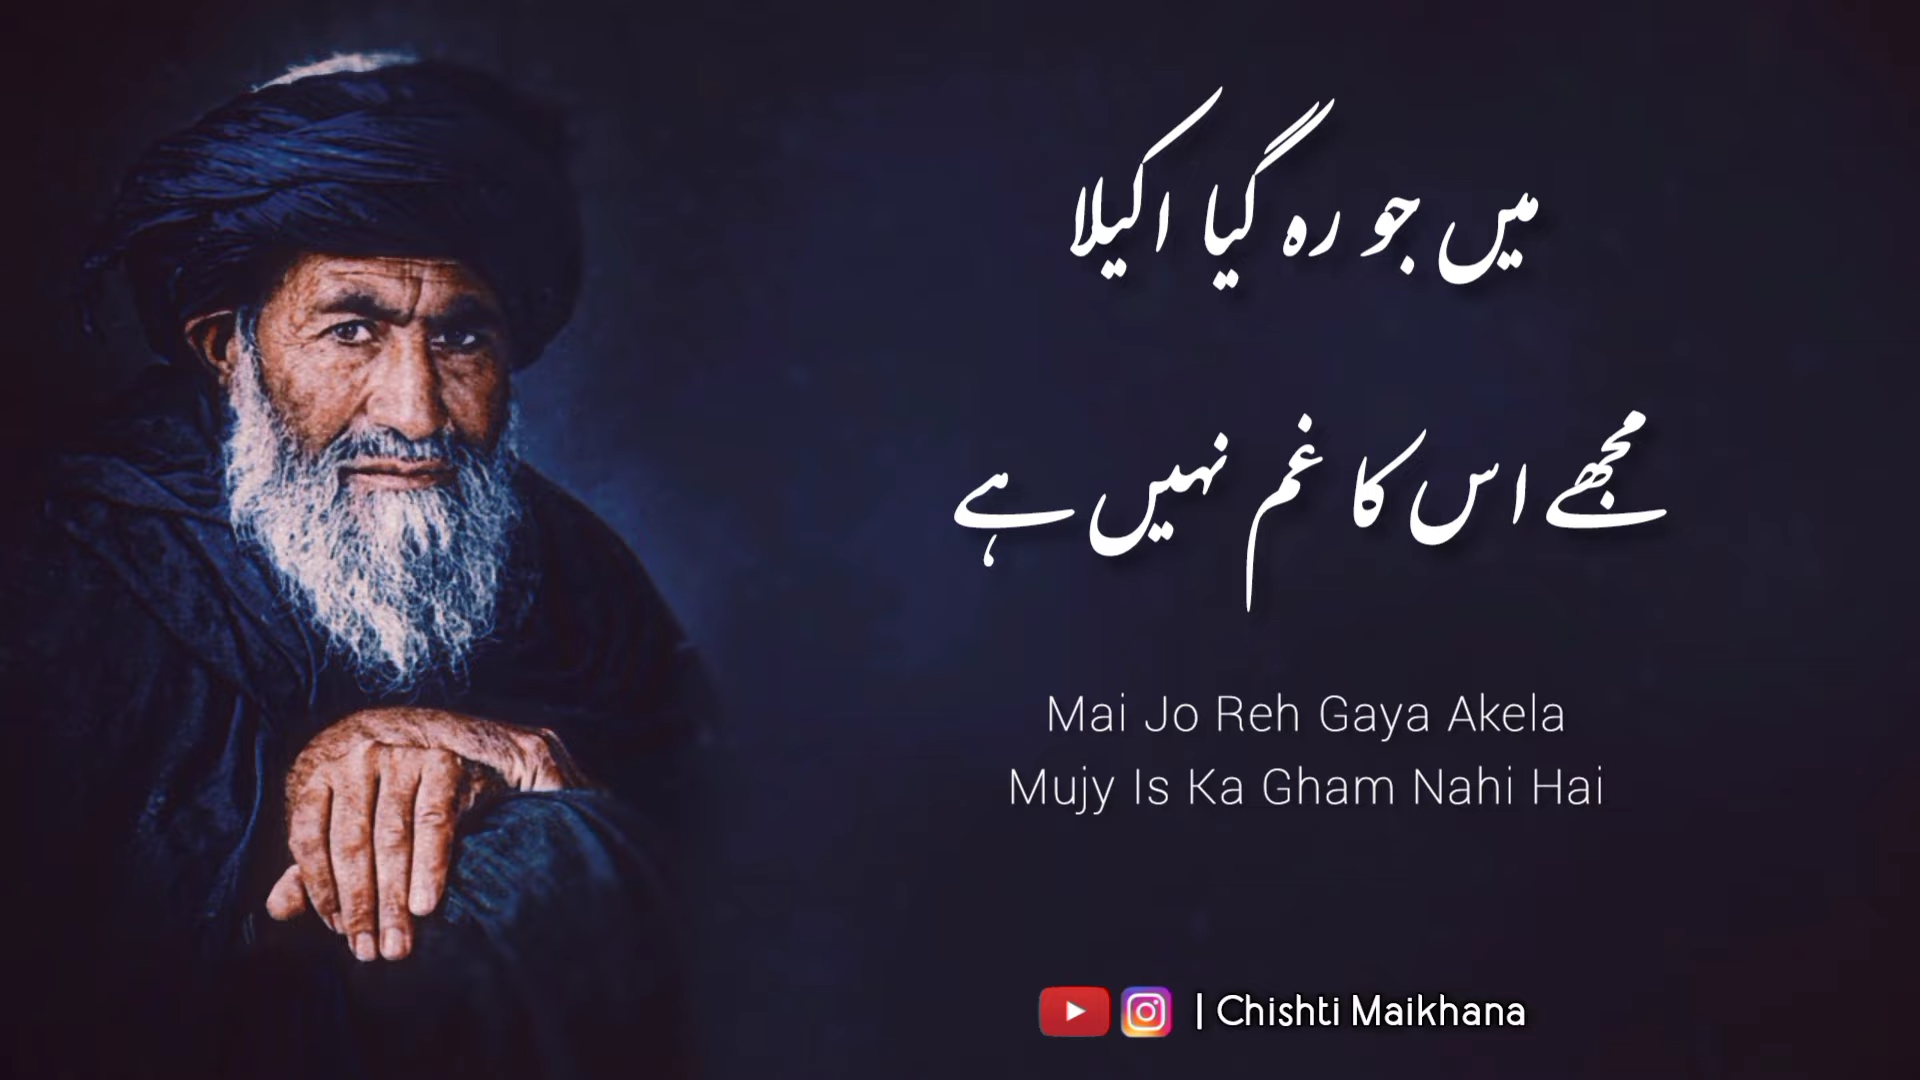 میں جو رہ گیا اکیلا
مجھے اس کا غم نہیں ہے
Mai Jo Reh Gaya Akela
Mujy Is Ka Gham Nahi Hai
| Chishti Maikhana